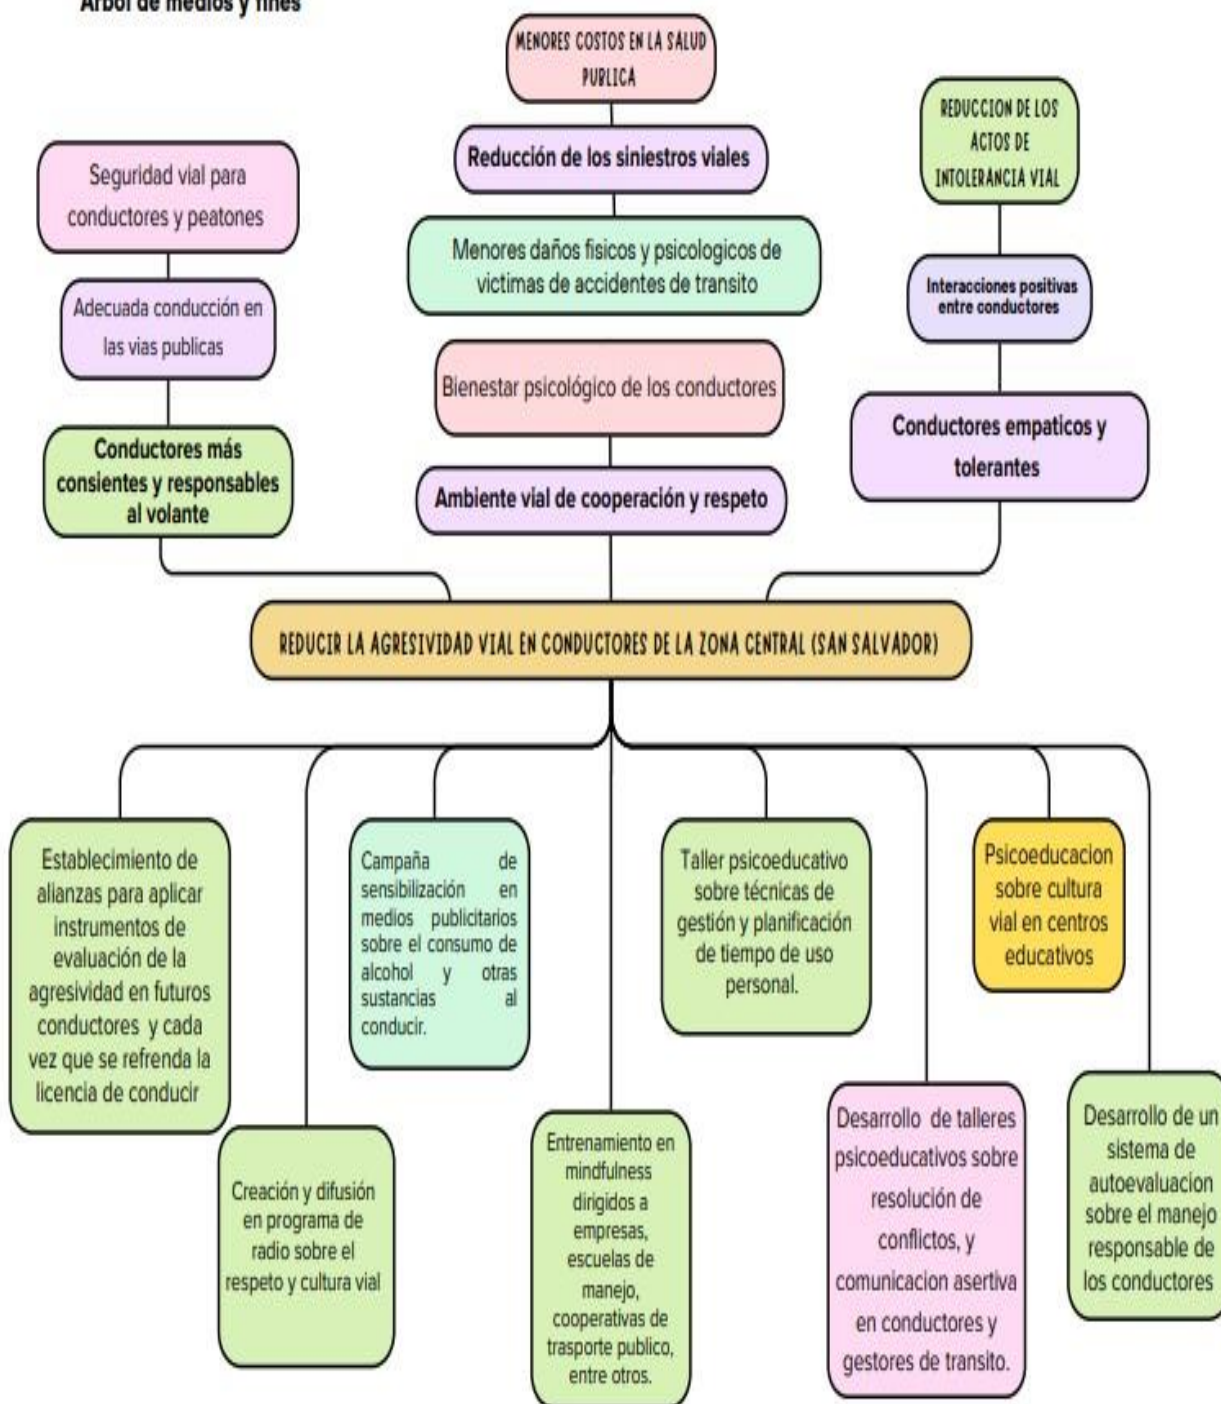 Árbol de medios y fines
MENORES COSTOS EN LA SALUD
PUBLICA
REDUCCION DE LOS
ACTOS DE
INTOLERANCIA VIAL
Reducción de los siniestros viales
Seguridad vial para
conductores y peatones
Menores daños fisicos y psicologicos de
victimas de accidentes de transito
Interacciones positivas
entre conductores
Adecuada conducción en
las vias publicas
Bienestar psicológico de los conductores
Conductores empaticos y
tolerantes
Conductores más
consientes y responsables
al volante
Ambiente vial de cooperación y respeto
REDUCIR LA AGRESIVIDAD VIAL EN CONDUCTORES DE LA ZONA CENTRAL (SAN SALVADOR)
Establecimiento de
alianzas para aplicar
instrumentos de
evaluación de la
agresividad en futuros
conductores y cada
vez que se refrenda la
licencia de conducir
Campaña de
sensibilización en
medios publicitarios
sobre el consumo de
alcohol y otras
sustancias al
conducir.
Taller psicoeducativo
sobre técnicas de
gestión y planificación
de tiempo de uso
personal.
Psicoeducacion
sobre cultura
vial en centros
educativos
Creación y difusión
en programa de
radio sobre el
respeto y cultura vial
Entrenamiento en
mindfulness
dirigidos a
empresas,
escuelas de
manejo,
cooperativas de
trasporte publico,
entre otros.
Desarrollo de talleres
psicoeducativos sobre
resolución de
conflictos, y
comunicacion asertiva
en conductores y
gestores de transito.
Desarrollo de un
sistema de
autoevaluacion
sobre el manejo
responsable de
los conductores